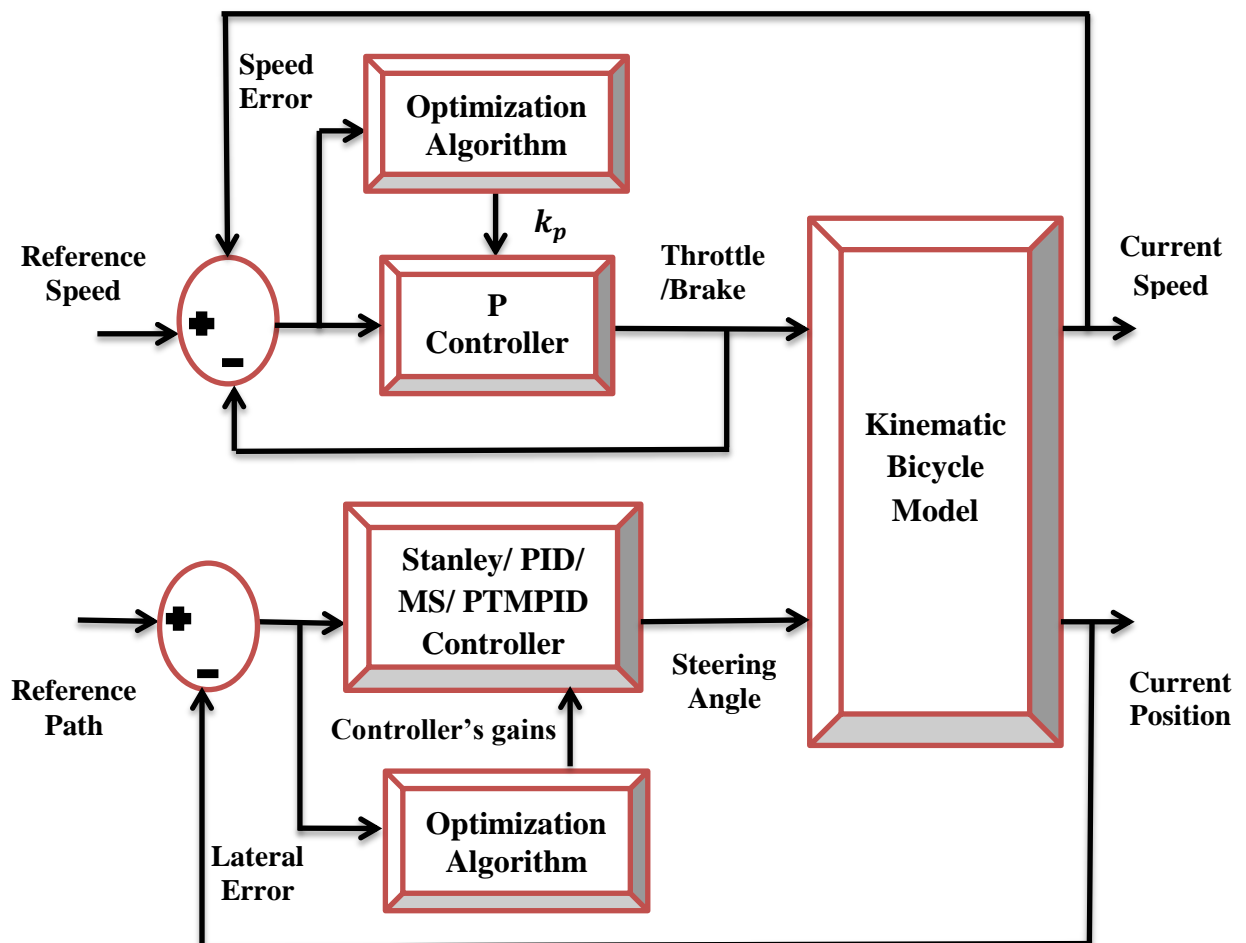 Speed
Error
Optimization
Algorithm
k_p
Reference
Speed
+
−
P
Controller
Throttle
/Brake
Current
Speed
Kinematic
Bicycle
Model
Stanley/ PID/
MS/ PTMPID
Controller
+
−
Reference
Path
Steering
Angle
Current
Position
Controller’s gains
Optimization
Algorithm
Lateral
Error